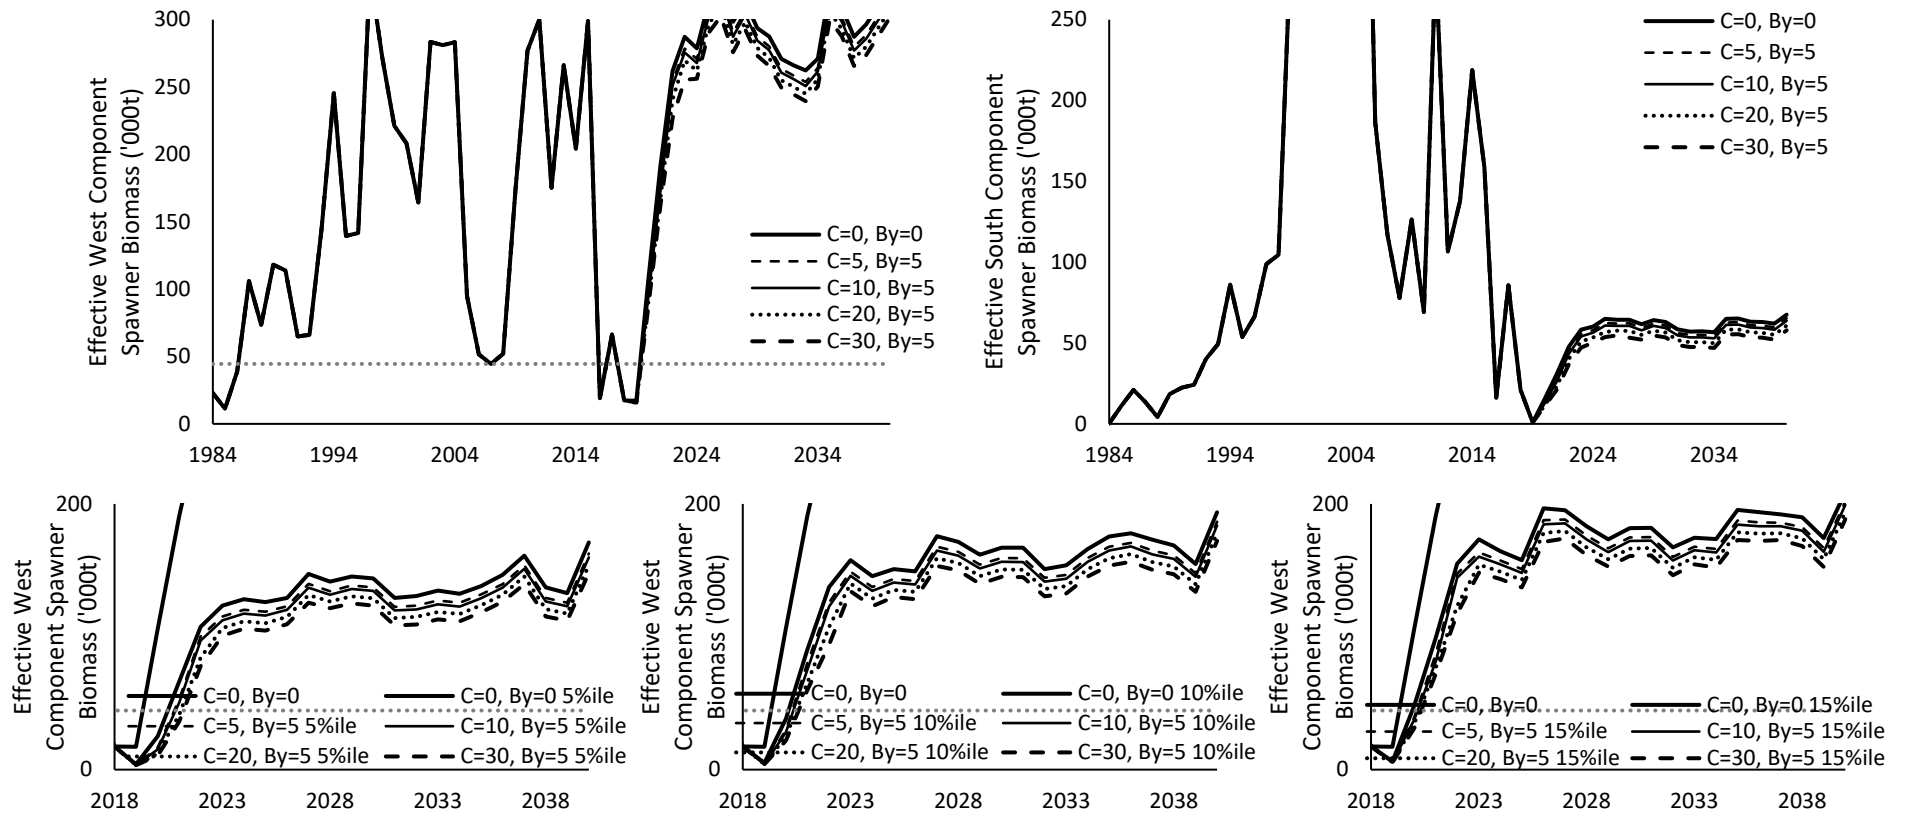 Effective West Component
Spawner Biomass ('000t)
300
250
200
150
100
50
0
1984
1994
2004
2014
2024
2034
C=0, By=0
C=5, By=5
C=10, By=5
C=20, By=5
C=30, By=5
Effective South Component
Spawner Biomass ('000t)
250
200
150
100
50
0
1984
1994
2004
2014
2024
2034
C=0, By=0
C=5, By=5
C=10, By=5
C=20, By=5
C=30, By=5
Effective West
Component Spawner
Biomass ('000t)
200
0
2018
2023
2028
2033
2038
C=0, By=0
C=0, By=0 5%ile
C=5, By=5 5%ile
C=10, By=5 5%ile
C=20, By=5 5%ile
C=30, By=5 5%ile
Effective West
Component Spawner
Biomass ('000t)
200
0
2018
2023
2028
2033
2038
C=0, By=0
C=0, By=0 10%ile
C=5, By=5 10%ile
C=10, By=5 10%ile
C=20, By=5 10%ile
C=30, By=5 10%ile
Effective West
Component Spawner
Biomass ('000t)
200
0
2018
2023
2028
2033
2038
C=0, By=0
C=0, By=0 15%ile
C=5, By=5 15%ile
C=10, By=5 15%ile
C=20, By=5 15%ile
C=30, By=5 15%ile